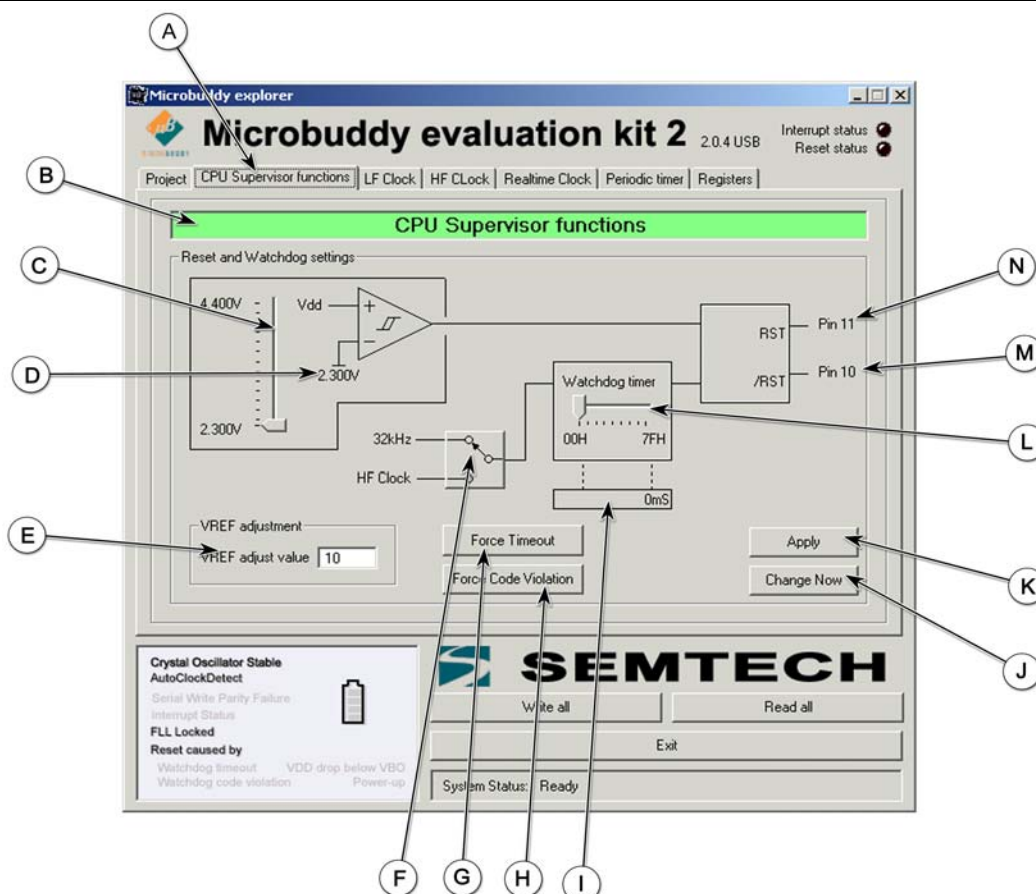 A
Microbuddy explorer
Microbuddy evaluation kit 2 2.0.4 USB
Interrupt status
Reset status
Project CPU Supervisor functions LF Clock HF CLock Realtime Clock Periodic timer Registers
B
CPU Supervisor functions
Reset and Watchdog settings
C
4.400V
Vdd
+
-
D
2.300V
2.300V
RST
Pin 11
N
/RST
Pin 10
M
Watchdog timer
00H 7FH
L
32kHz
HF Clock
0mS
E
VREF adjustment
VREF adjust value 10
Force Timeout
Force Code Violation
Apply
Change Now
K
J
Crystal Oscillator Stable
AutoClockDetect
Serial Write Parity Failure
Interrupt Status
FLL Locked
Reset caused by
Watchdog timeout VDD drop below VBO
Watchdog code violation Power-up
SEMTECH
Write all Read all
Exit
System Status: Ready
F G H I